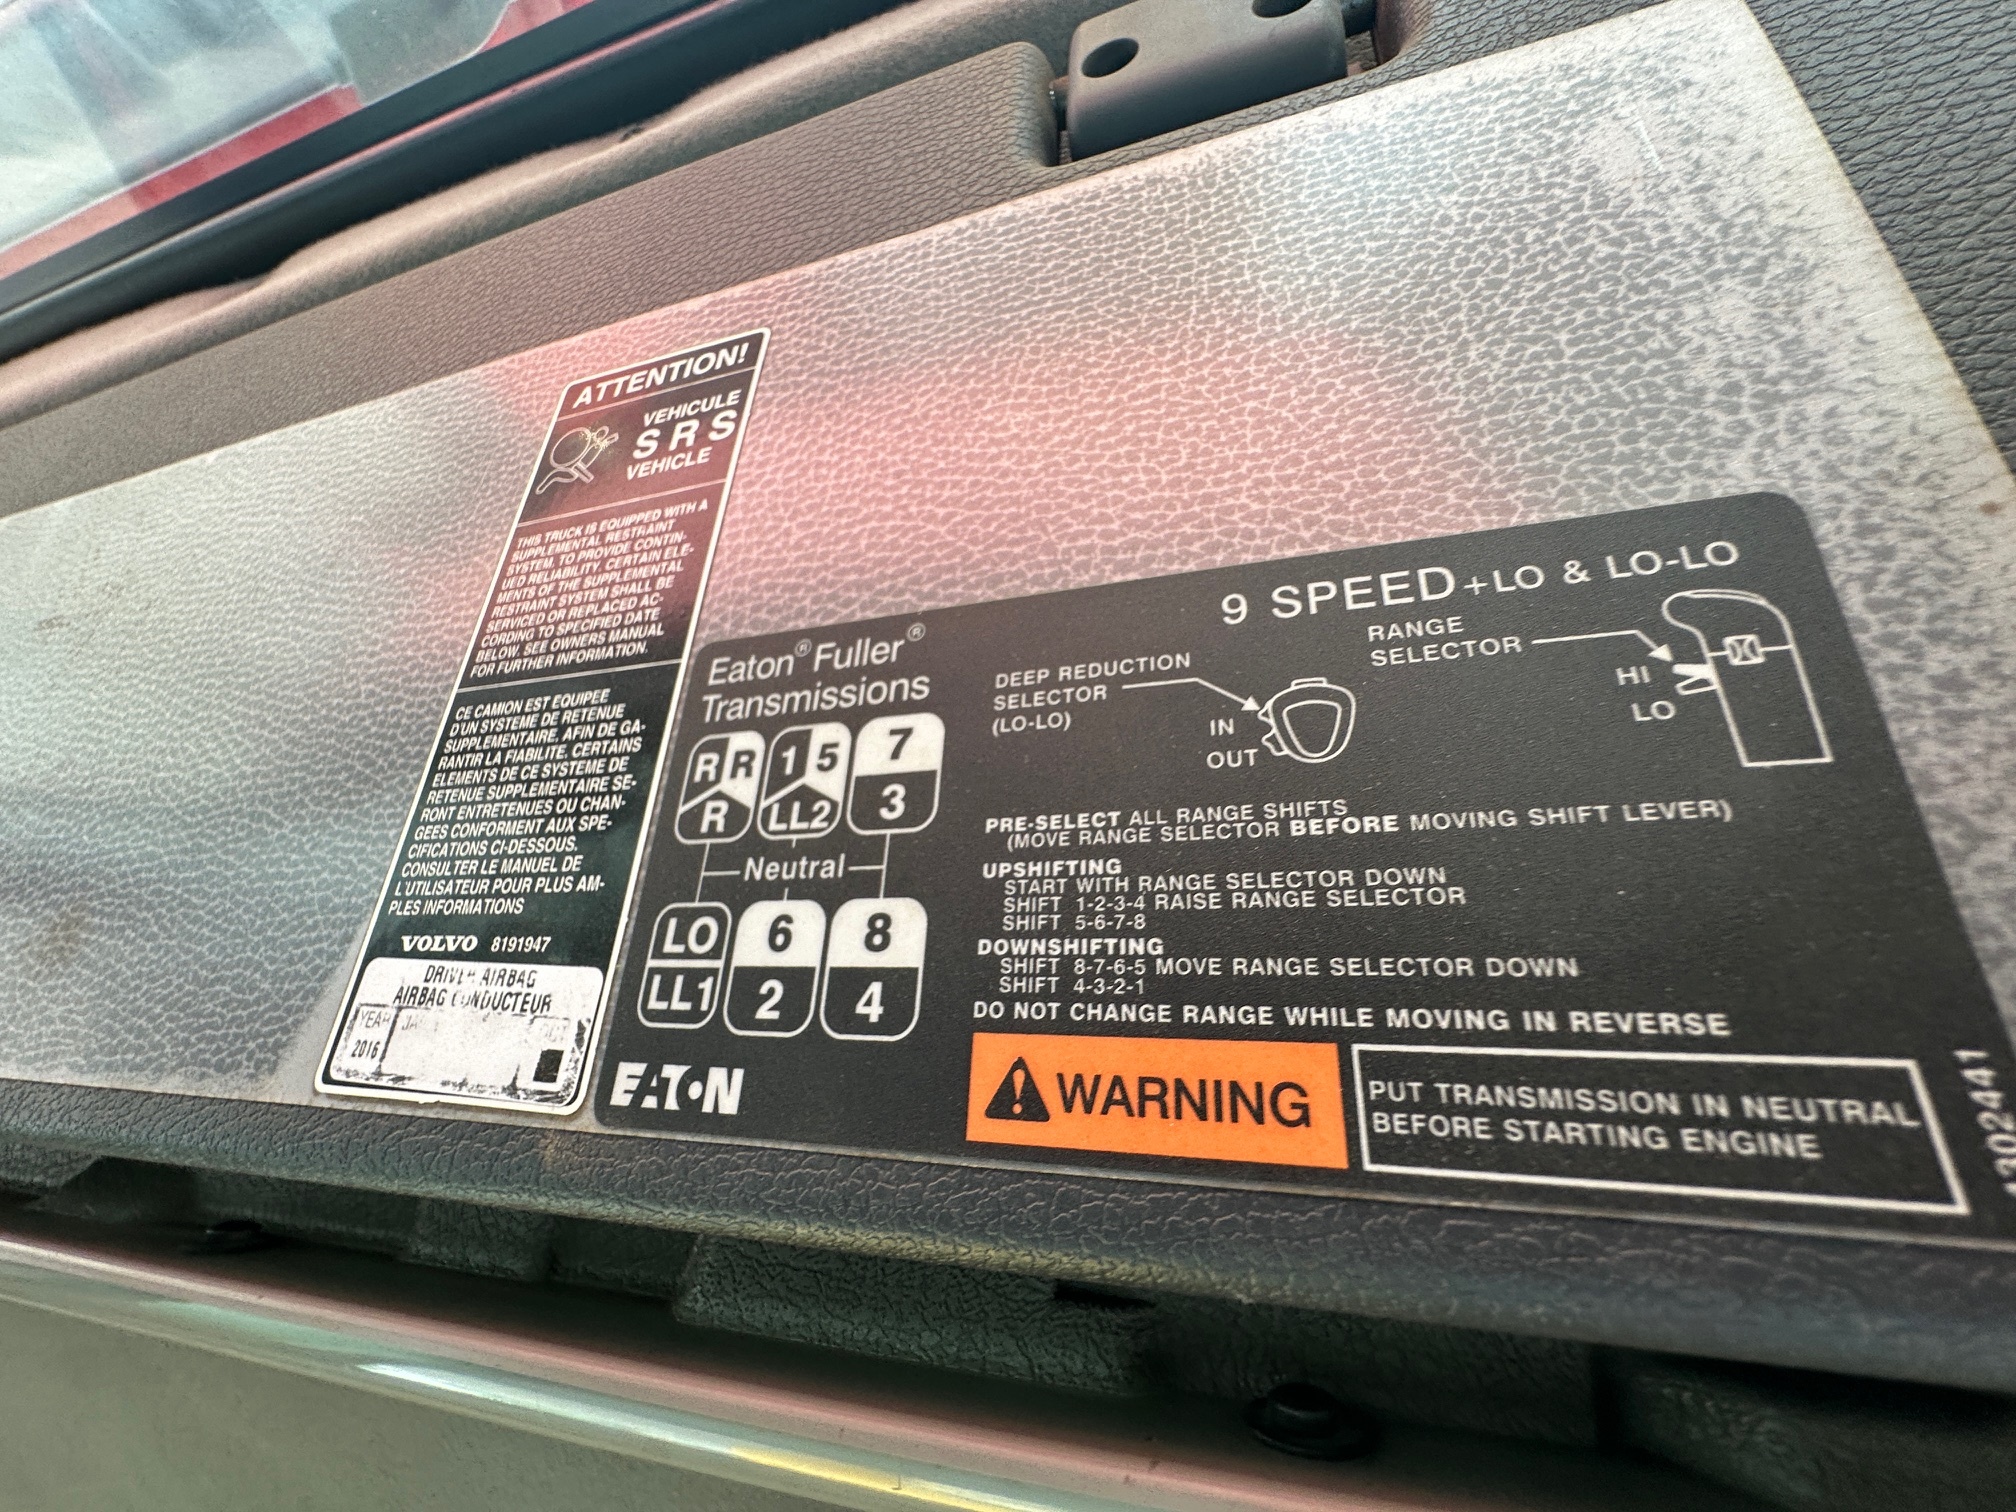 ATTENTION!
VEHICULE
SRS
VEHICLE
THIS TRUCK IS EQUIPPED WITH A
SUPPLEMENTAL RESTRAINT
SYSTEM. TO PROVIDE CONTIN-
UED RELIABILITY, CERTAIN ELE-
MENTS OF THE SUPPLEMENTAL
RESTRAINT SYSTEM SHALL BE
SERVICED OR REPLACED AC-
CORDING TO SPECIFIED DATE
BELOW. SEE OWNERS MANUAL
FOR FURTHER INFORMATION.
CE CAMION EST EQUIPEE
D'UN SYSTEME DE RETENUE
SUPPLEMENTAIRE. AFIN DE GA-
RANTIR LA FIABILITE, CERTAINS
ELEMENTS DE CE SYSTEME DE
RETENUE SUPPLEMENTAIRE SE-
RONT ENTRETENUES OU CHAN-
GEES CONFORMENT AUX SPE-
CIFICATIONS CI-DESSOUS.
CONSULTER LE MANUEL DE
L'UTILISATEUR POUR PLUS AM-
PLES INFORMATIONS
VOLVO 8191947
DRIVER AIRBAG
AIRBAG CONDUCTEUR
YEAR
2016
Eaton® Fuller®
Transmissions
R R 1 5 7
R LL2 3
Neutral
LO 6 8
LL1 2 4
EATON
9 SPEED +LO & LO-LO
DEEP REDUCTION
SELECTOR
(LO-LO)
IN
OUT
RANGE
SELECTOR
HI
LO
PRE-SELECT ALL RANGE SHIFTS
(MOVE RANGE SELECTOR BEFORE MOVING SHIFT LEVER)
UPSHIFTING
START WITH RANGE SELECTOR DOWN
SHIFT 1-2-3-4 RAISE RANGE SELECTOR
SHIFT 5-6-7-8
DOWNSHIFTING
SHIFT 8-7-6-5 MOVE RANGE SELECTOR DOWN
SHIFT 4-3-2-1
DO NOT CHANGE RANGE WHILE MOVING IN REVERSE
WARNING
PUT TRANSMISSION IN NEUTRAL
BEFORE STARTING ENGINE